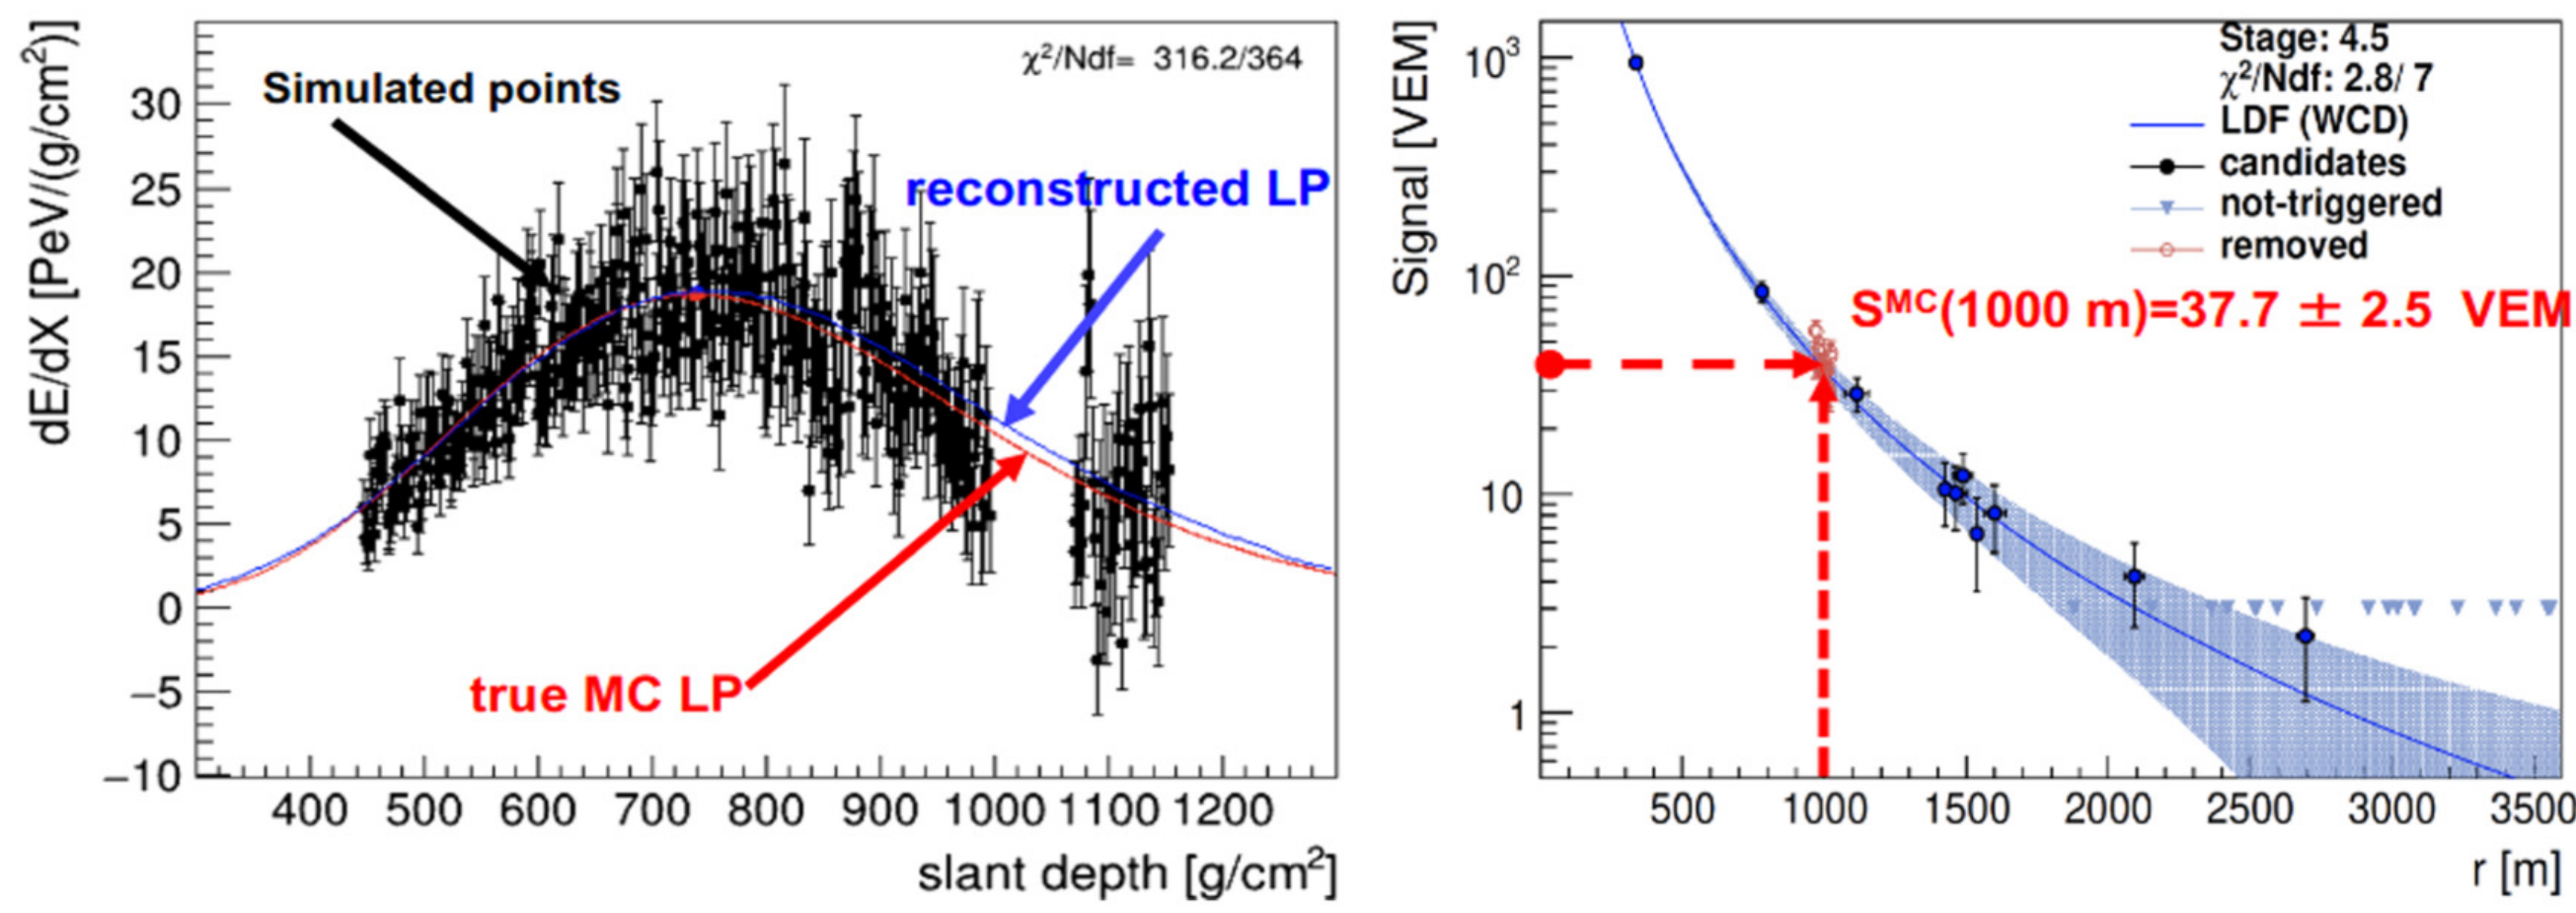 dE/dX [PeV/(g/cm²)]
χ²/Ndf= 316.2/364
Simulated points
reconstructed LP
true MC LP
30
25
20
15
10
5
0
−5
−10
400 500 600 700 800 900 1000 1100 1200
slant depth [g/cm²]
Signal [VEM]
10³
10²
10
1
Stage: 4.5
χ²/Ndf: 2.8/ 7
LDF (WCD)
candidates
not-triggered
removed
Sᴹᶜ(1000 m)=37.7 ± 2.5 VEM
500 1000 1500 2000 2500 3000 3500
r [m]